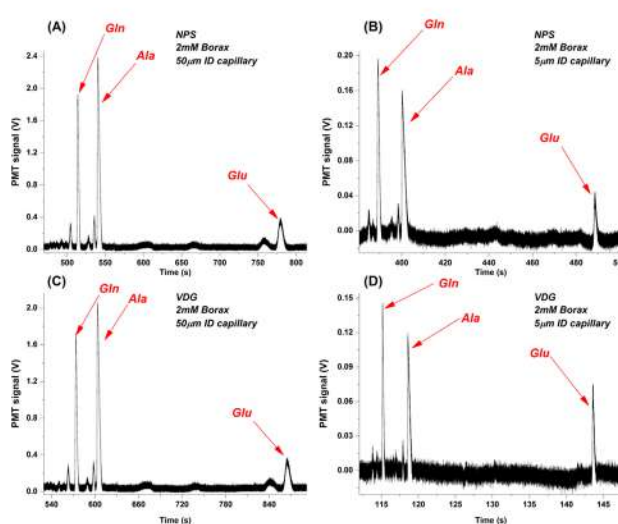 (A)
Gln
NPS
2mM Borax
50μm ID capillary
Ala
Glu
PMT signal (V)
2.4
2.0
1.6
1.2
0.8
0.4
0.0
500 550 600 650 700 750 800
Time (s)
(B)
Gln
NPS
2mM Borax
5μm ID capillary
Ala
Glu
PMT signal (V)
0.20
0.16
0.12
0.08
0.04
0.00
400 420 440 460 480
Time (s)
(C)
Gln
VDG
2mM Borax
50μm ID capillary
Ala
Glu
PMT signal (V)
2.0
1.6
1.2
0.8
0.4
0.0
540 600 660 720 780 840
Time (s)
(D)
Gln
VDG
2mM Borax
5μm ID capillary
Ala
Glu
PMT signal (V)
0.15
0.12
0.09
0.06
0.03
0.00
115 120 125 130 135 140 145
Time (s)